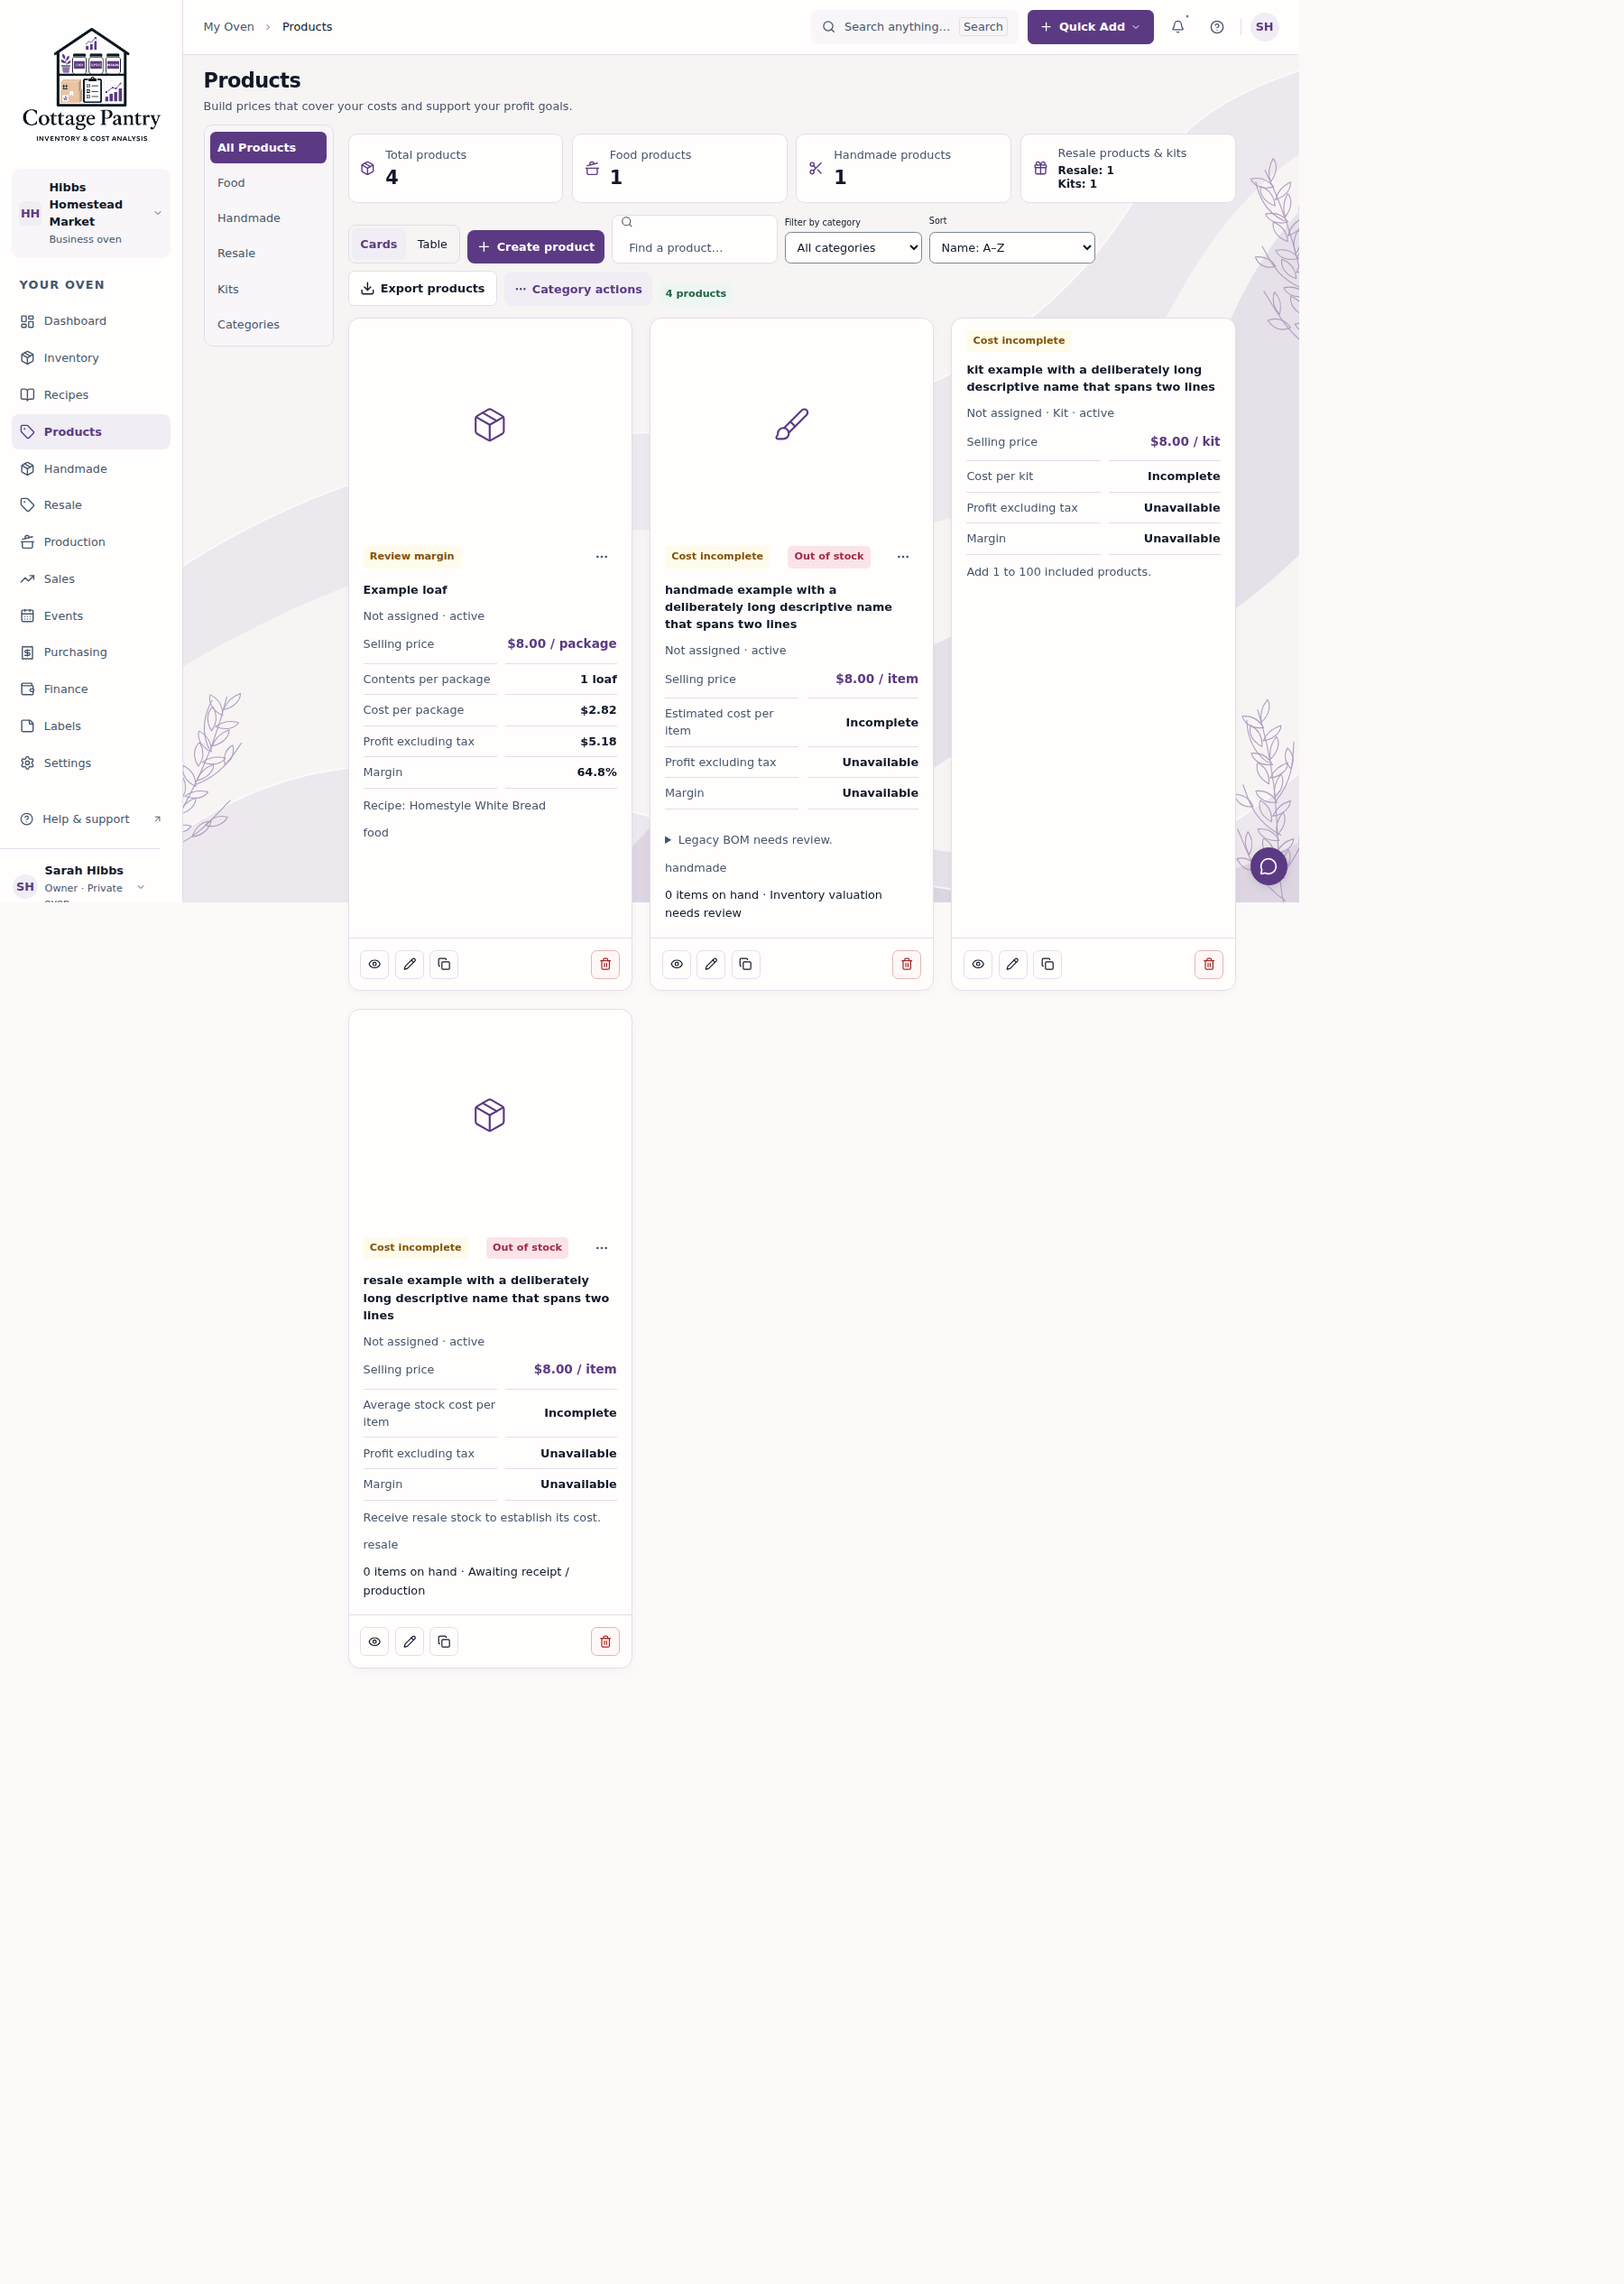 Cottage Pantry
INVENTORY & COST ANALYSIS
HH
Hibbs
Homestead
Market
Business oven
YOUR OVEN
Dashboard
Inventory
Recipes
Products
Handmade
Resale
Production
Sales
Events
Purchasing
Finance
Labels
Settings
Help & support
SH
Sarah Hibbs
Owner · Private
My Oven > Products
Search anything... Search
+ Quick Add
SH
Products
Build prices that cover your costs and support your profit goals.
All Products
Food
Handmade
Resale
Kits
Categories
Total products
4
Food products
1
Handmade products
1
Resale products & kits
Resale: 1
Kits: 1
Cards Table
+ Create product
Find a product...
Filter by category
All categories
Sort
Name: A–Z
Export products
··· Category actions
4 products
Review margin ···
Example loaf
Not assigned · active
Selling price $8.00 / package
Contents per package 1 loaf
Cost per package $2.82
Profit excluding tax $5.18
Margin 64.8%
Recipe: Homestyle White Bread
food
Cost incomplete Out of stock ···
handmade example with a
deliberately long descriptive name
that spans two lines
Not assigned · active
Selling price $8.00 / item
Estimated cost per
item
Incomplete
Profit excluding tax Unavailable
Margin Unavailable
Legacy BOM needs review.
handmade
0 items on hand · Inventory valuation
needs review
Cost incomplete
kit example with a deliberately long
descriptive name that spans two lines
Not assigned · Kit · active
Selling price $8.00 / kit
Cost per kit Incomplete
Profit excluding tax Unavailable
Margin Unavailable
Add 1 to 100 included products.
Cost incomplete Out of stock ···
resale example with a deliberately
long descriptive name that spans two
lines
Not assigned · active
Selling price $8.00 / item
Average stock cost per
item
Incomplete
Profit excluding tax Unavailable
Margin Unavailable
Receive resale stock to establish its cost.
resale
0 items on hand · Awaiting receipt /
production